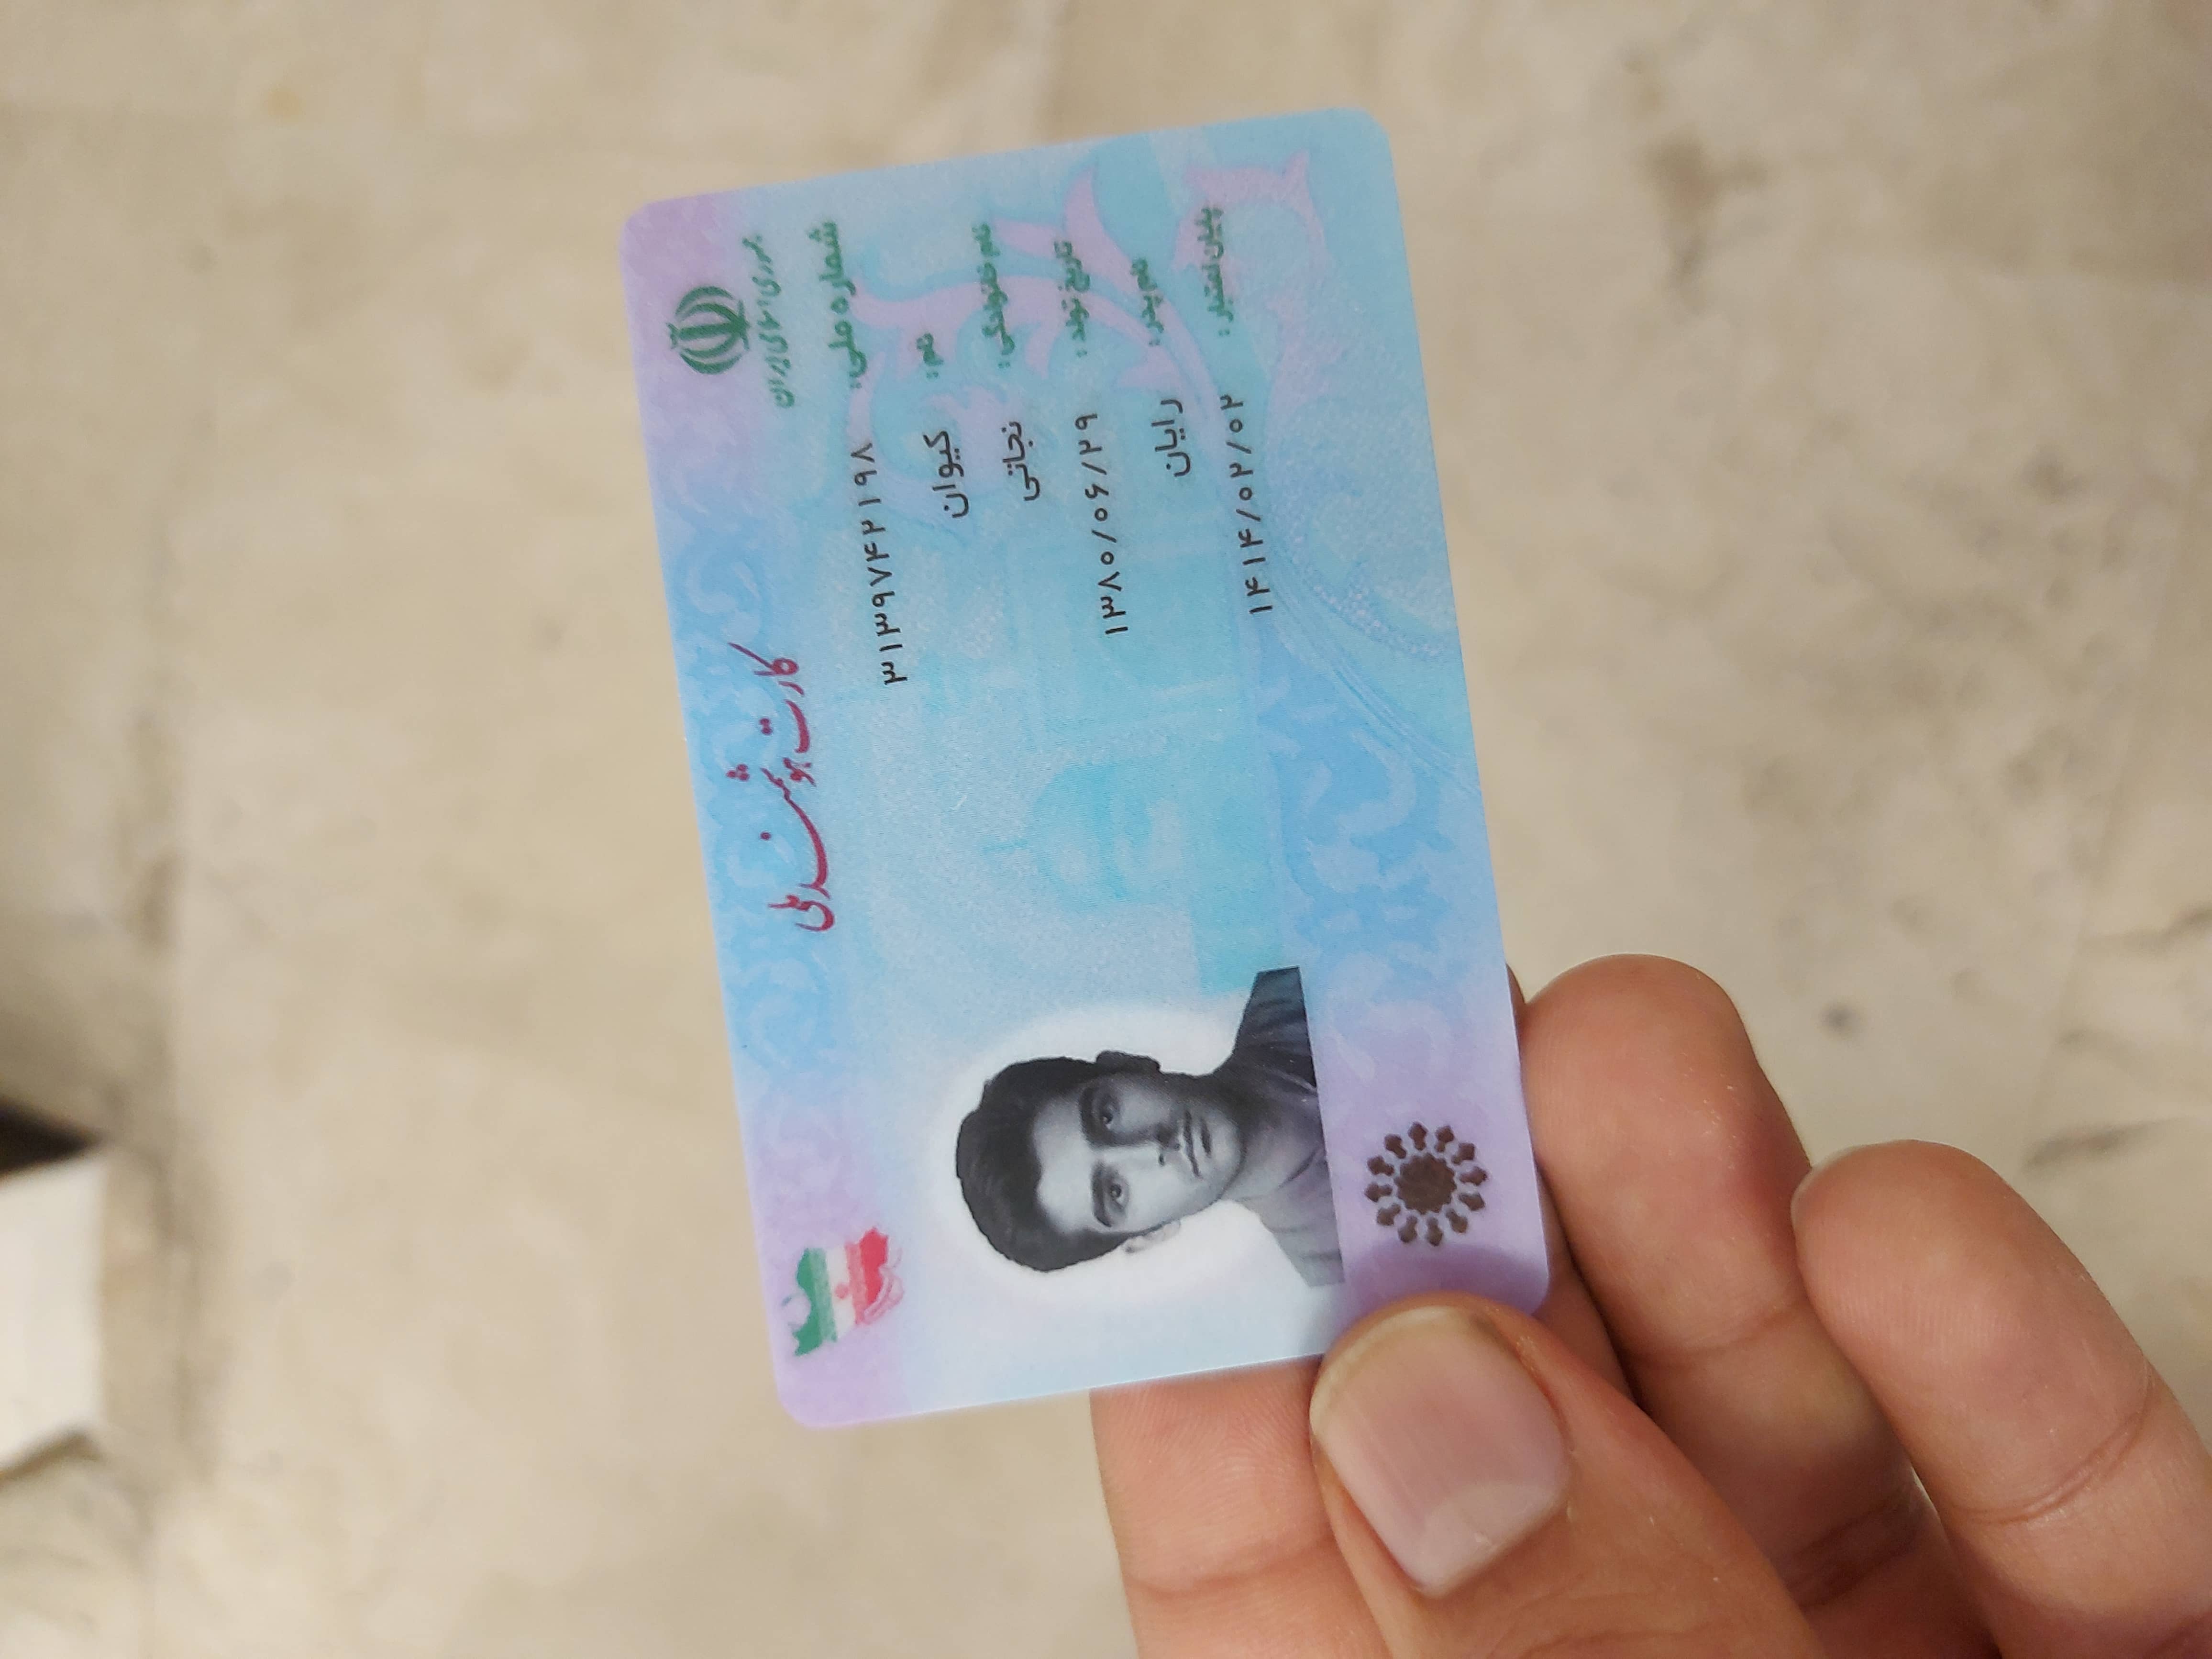 جمهوری اسلامی ایران
کارت هوشمند ملی
شماره ملی: ۳۱۳۹۷۴۲۱۹۸
نام: کیوان
نام خانوادگی: نجاتی
تاریخ تولد: ۱۳۸۰/۰۶/۲۹
نام پدر: رایان
پایان اعتبار: ۱۴۱۴/۰۲/۰۲